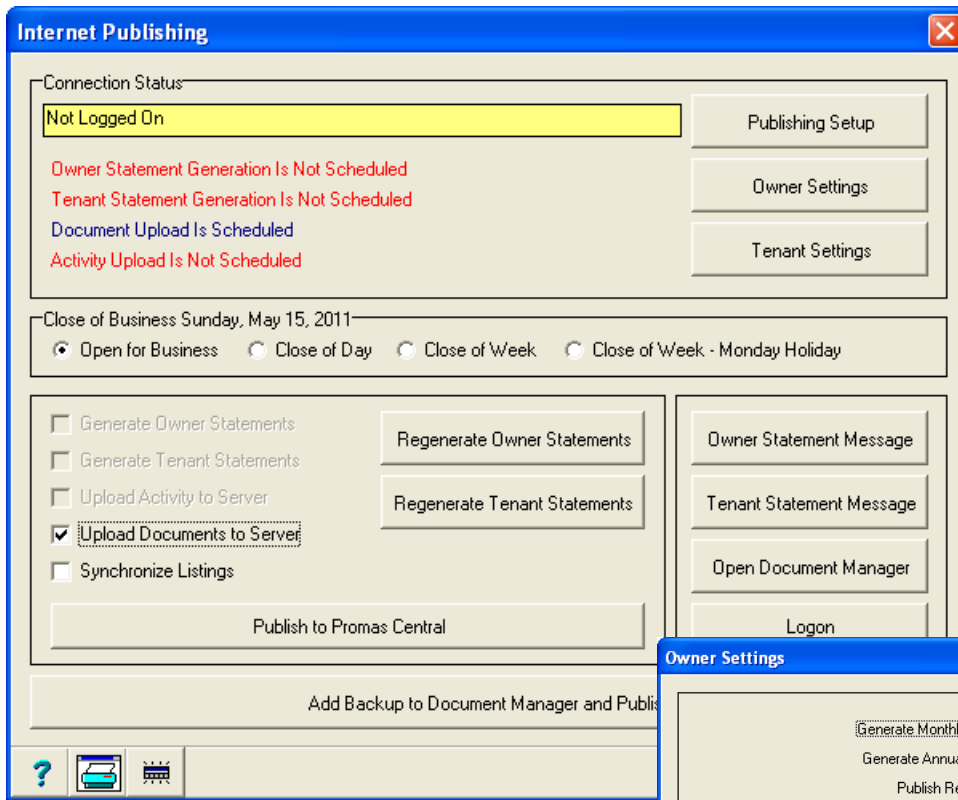 Internet Publishing
Connection Status
Not Logged On
Publishing Setup
Owner Statement Generation Is Not Scheduled
Owner Settings
Tenant Statement Generation Is Not Scheduled
Document Upload Is Scheduled
Tenant Settings
Activity Upload Is Not Scheduled
Close of Business Sunday, May 15, 2011
Open for Business Close of Day Close of Week Close of Week - Monday Holiday
Generate Owner Statements
Regenerate Owner Statements
Owner Statement Message
Generate Tenant Statements
Upload Activity to Server
Regenerate Tenant Statements
Tenant Statement Message
Upload Documents to Server
Synchronize Listings
Open Document Manager
Publish to Promas Central
Logon
Owner Settings
Add Backup to Document Manager and
Generate
Generate
Publish
?